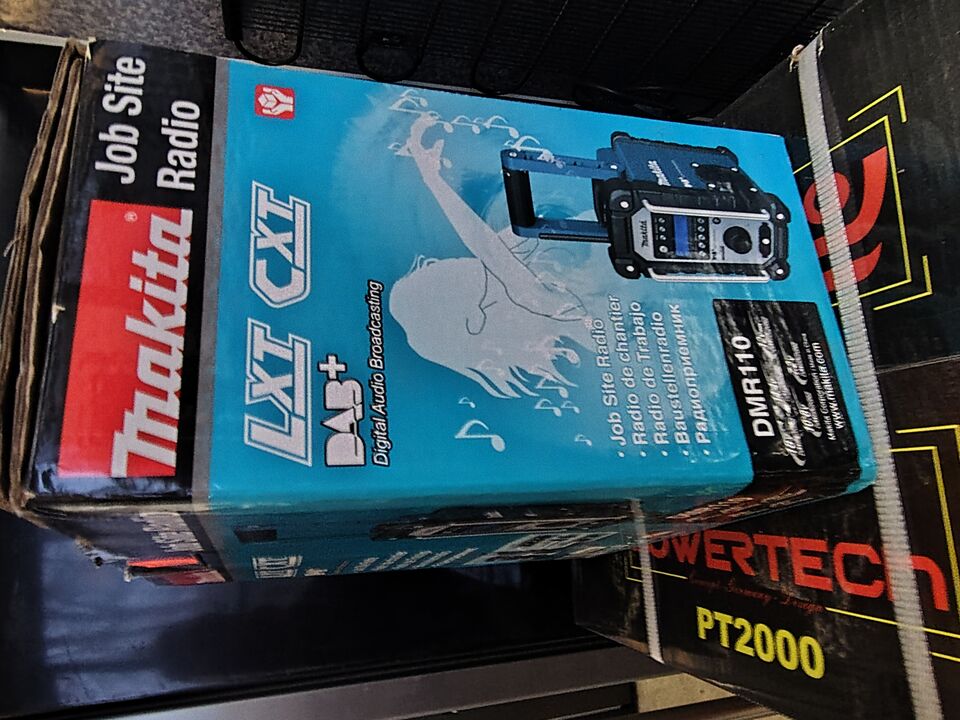 Makita®
Job Site
Radio
LXT CXT
DAB+
Digital Audio Broadcasting
· Job Site Radio
· Radio de chantier
· Radio de Trabajo
· Baustellenradio
· Радиоприемник
DMR110
www.makita.com
POWERTECH
PT2000